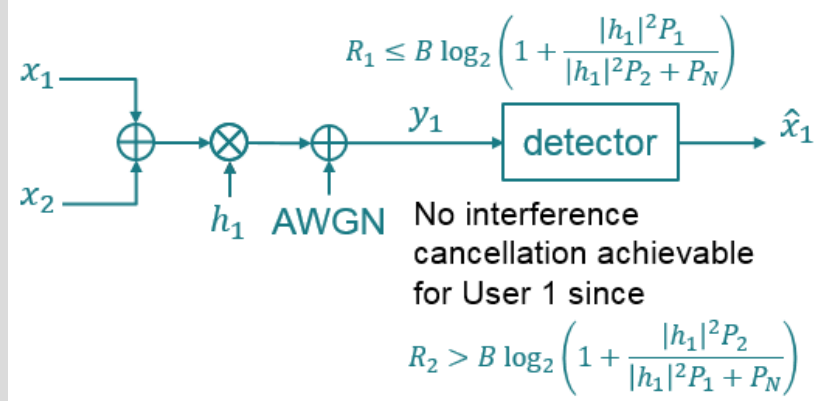 R₁ ≤ B log₂(1 + |h₁|²P₁ / (|h₁|²P₂ + P_N))
x₁
y₁
detector
x̂₁
x₂
h₁
AWGN
No interference
cancellation achievable
for User 1 since
R₂ > B log₂(1 + |h₁|²P₂ / (|h₁|²P₁ + P_N))